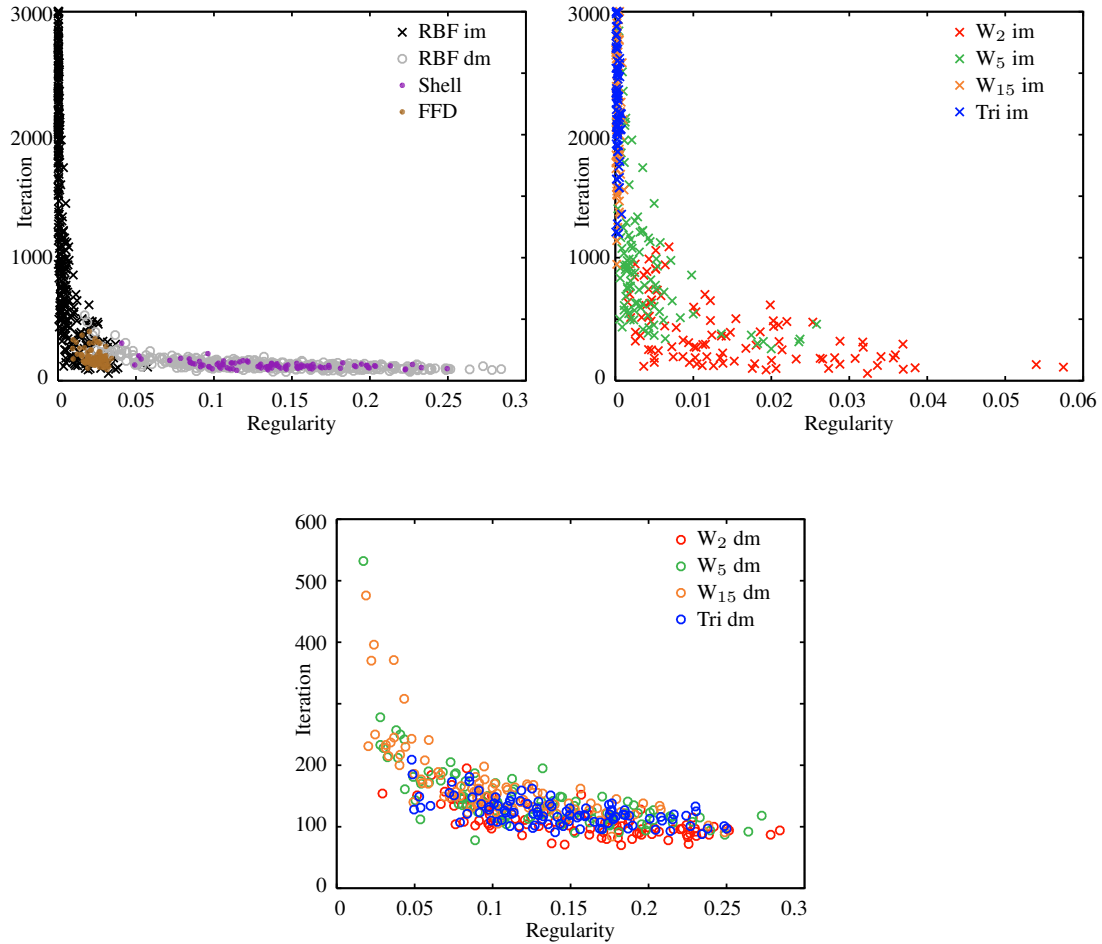 3000
2000
1000
0
Iteration
0
0.05
0.1
0.15
0.2
0.25
0.3
Regularity
RBF im
RBF dm
Shell
FFD
3000
2000
1000
0
Iteration
0
0.01
0.02
0.03
0.04
0.05
0.06
Regularity
W₂ im
W₅ im
W₁₅ im
Tri im
600
500
400
300
200
100
0
Iteration
0
0.05
0.1
0.15
0.2
0.25
0.3
Regularity
W₂ dm
W₅ dm
W₁₅ dm
Tri dm